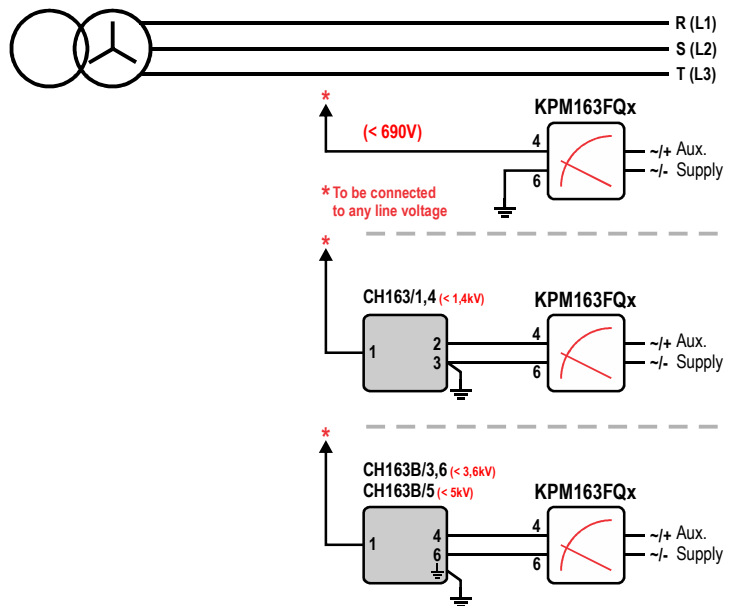 R (L1)
S (L2)
T (L3)
*
(< 690V)
KPM163FQx
4
6
~/+ Aux.
~/- Supply
* To be connected
to any line voltage
*
CH163/1,4 (< 1,4kV)
KPM163FQx
1
2
3
4
6
~/+ Aux.
~/- Supply
*
CH163B/3,6 (< 3,6kV)
CH163B/5 (< 5kV)
KPM163FQx
1
4
6
4
6
~/+ Aux.
~/- Supply